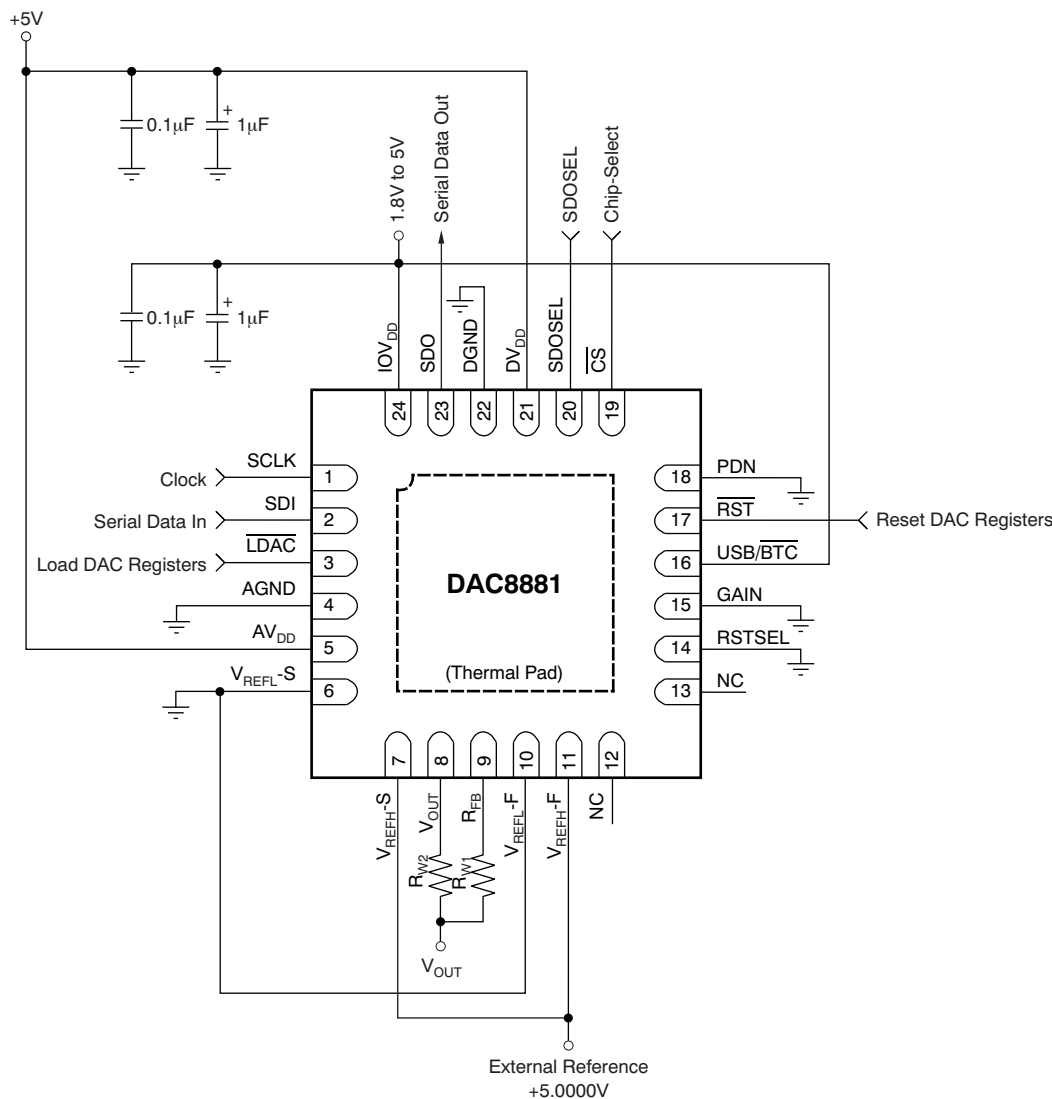 +5V
0.1μF
+
1μF
1.8V to 5V
Serial Data Out
SDOSEL
Chip-Select
0.1μF
+
1μF
IOVDD
SDO
DGND
DVDD
SDOSEL
C̅S̅
24
23
22
21
20
19
Clock
SCLK
1
Serial Data In
SDI
2
Load DAC Registers
L̅D̅A̅C̅
3
AGND
4
AVDD
5
VREFL-S
6
18
PDN
17
R̅S̅T̅
Reset DAC Registers
16
USB/B̅T̅C̅
15
GAIN
14
RSTSEL
13
NC
DAC8881
(Thermal Pad)
7
8
9
10
11
12
VREFH-S
VOUT
RFB
VREFL-F
VREFH-F
NC
RW2
RW1
VOUT
External Reference
+5.0000V